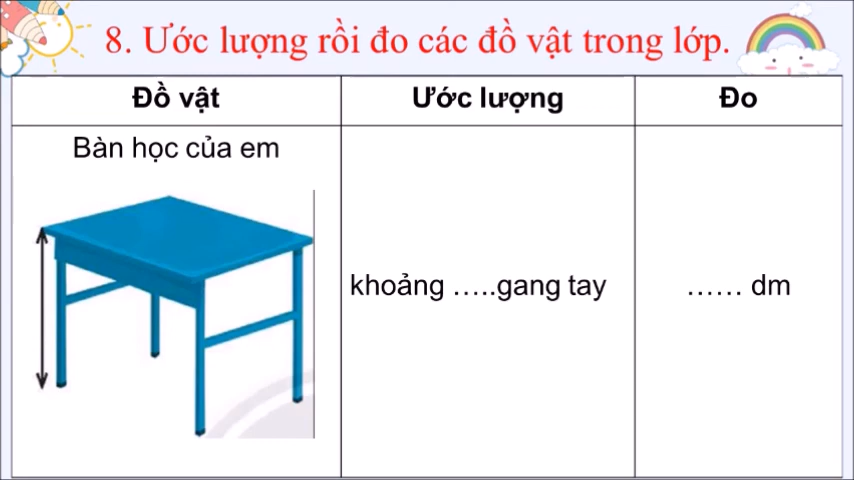 8. Ước lượng rồi đo các đồ vật trong lớp.
Đồ vật
Ước lượng
Đo
Bàn học của em
khoảng …..gang tay
…… dm